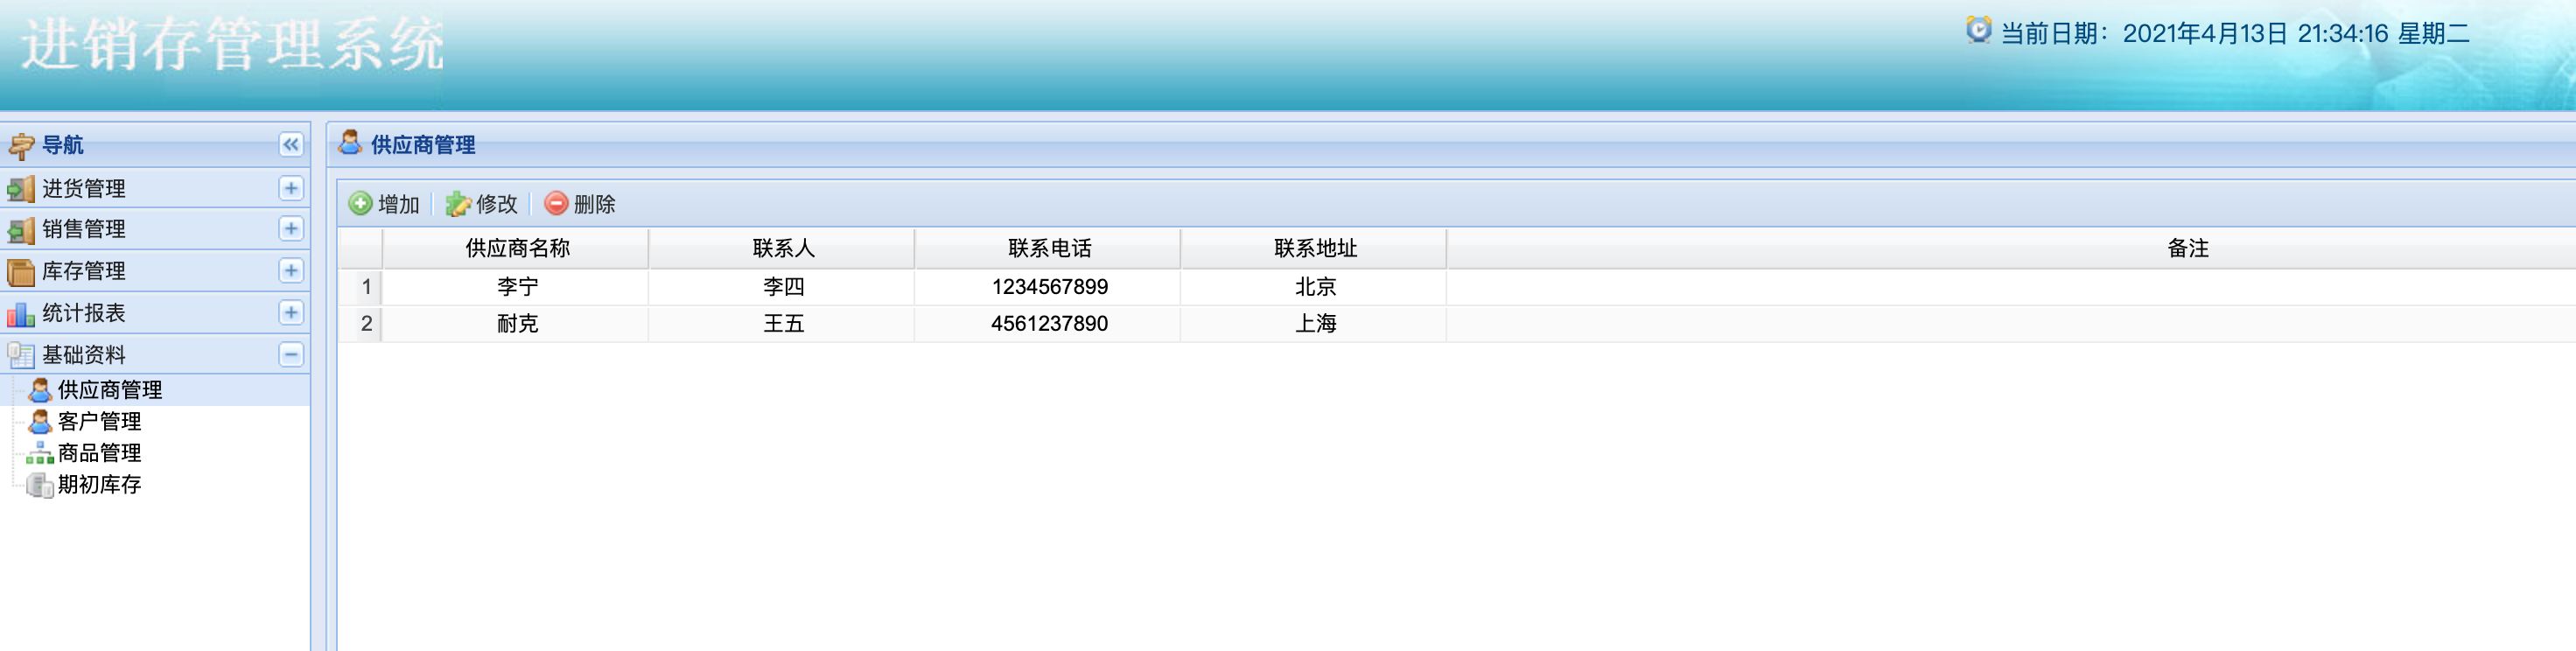 进销存管理系统
当前日期：2021年4月13日 21:34:16 星期二
导航
进货管理
销售管理
库存管理
统计报表
基础资料
供应商管理
客户管理
商品管理
期初库存
供应商管理
增加 修改 删除
供应商名称 联系人 联系电话 联系地址 备注
1 李宁 李四 1234567899 北京
2 耐克 王五 4561237890 上海